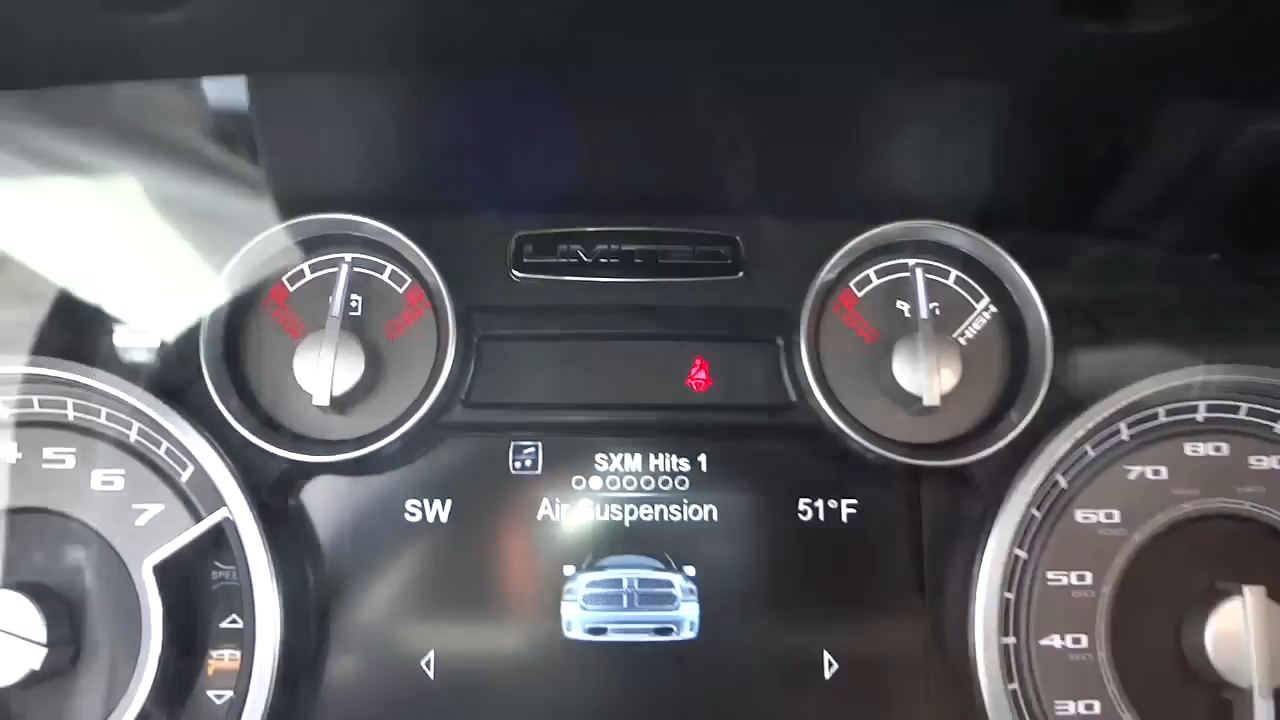 LIMITED
HIGH
SXM Hits 1
SW
Air Suspension
51°F
5
6
7
SPEED
90
80
70
60
50
40
30